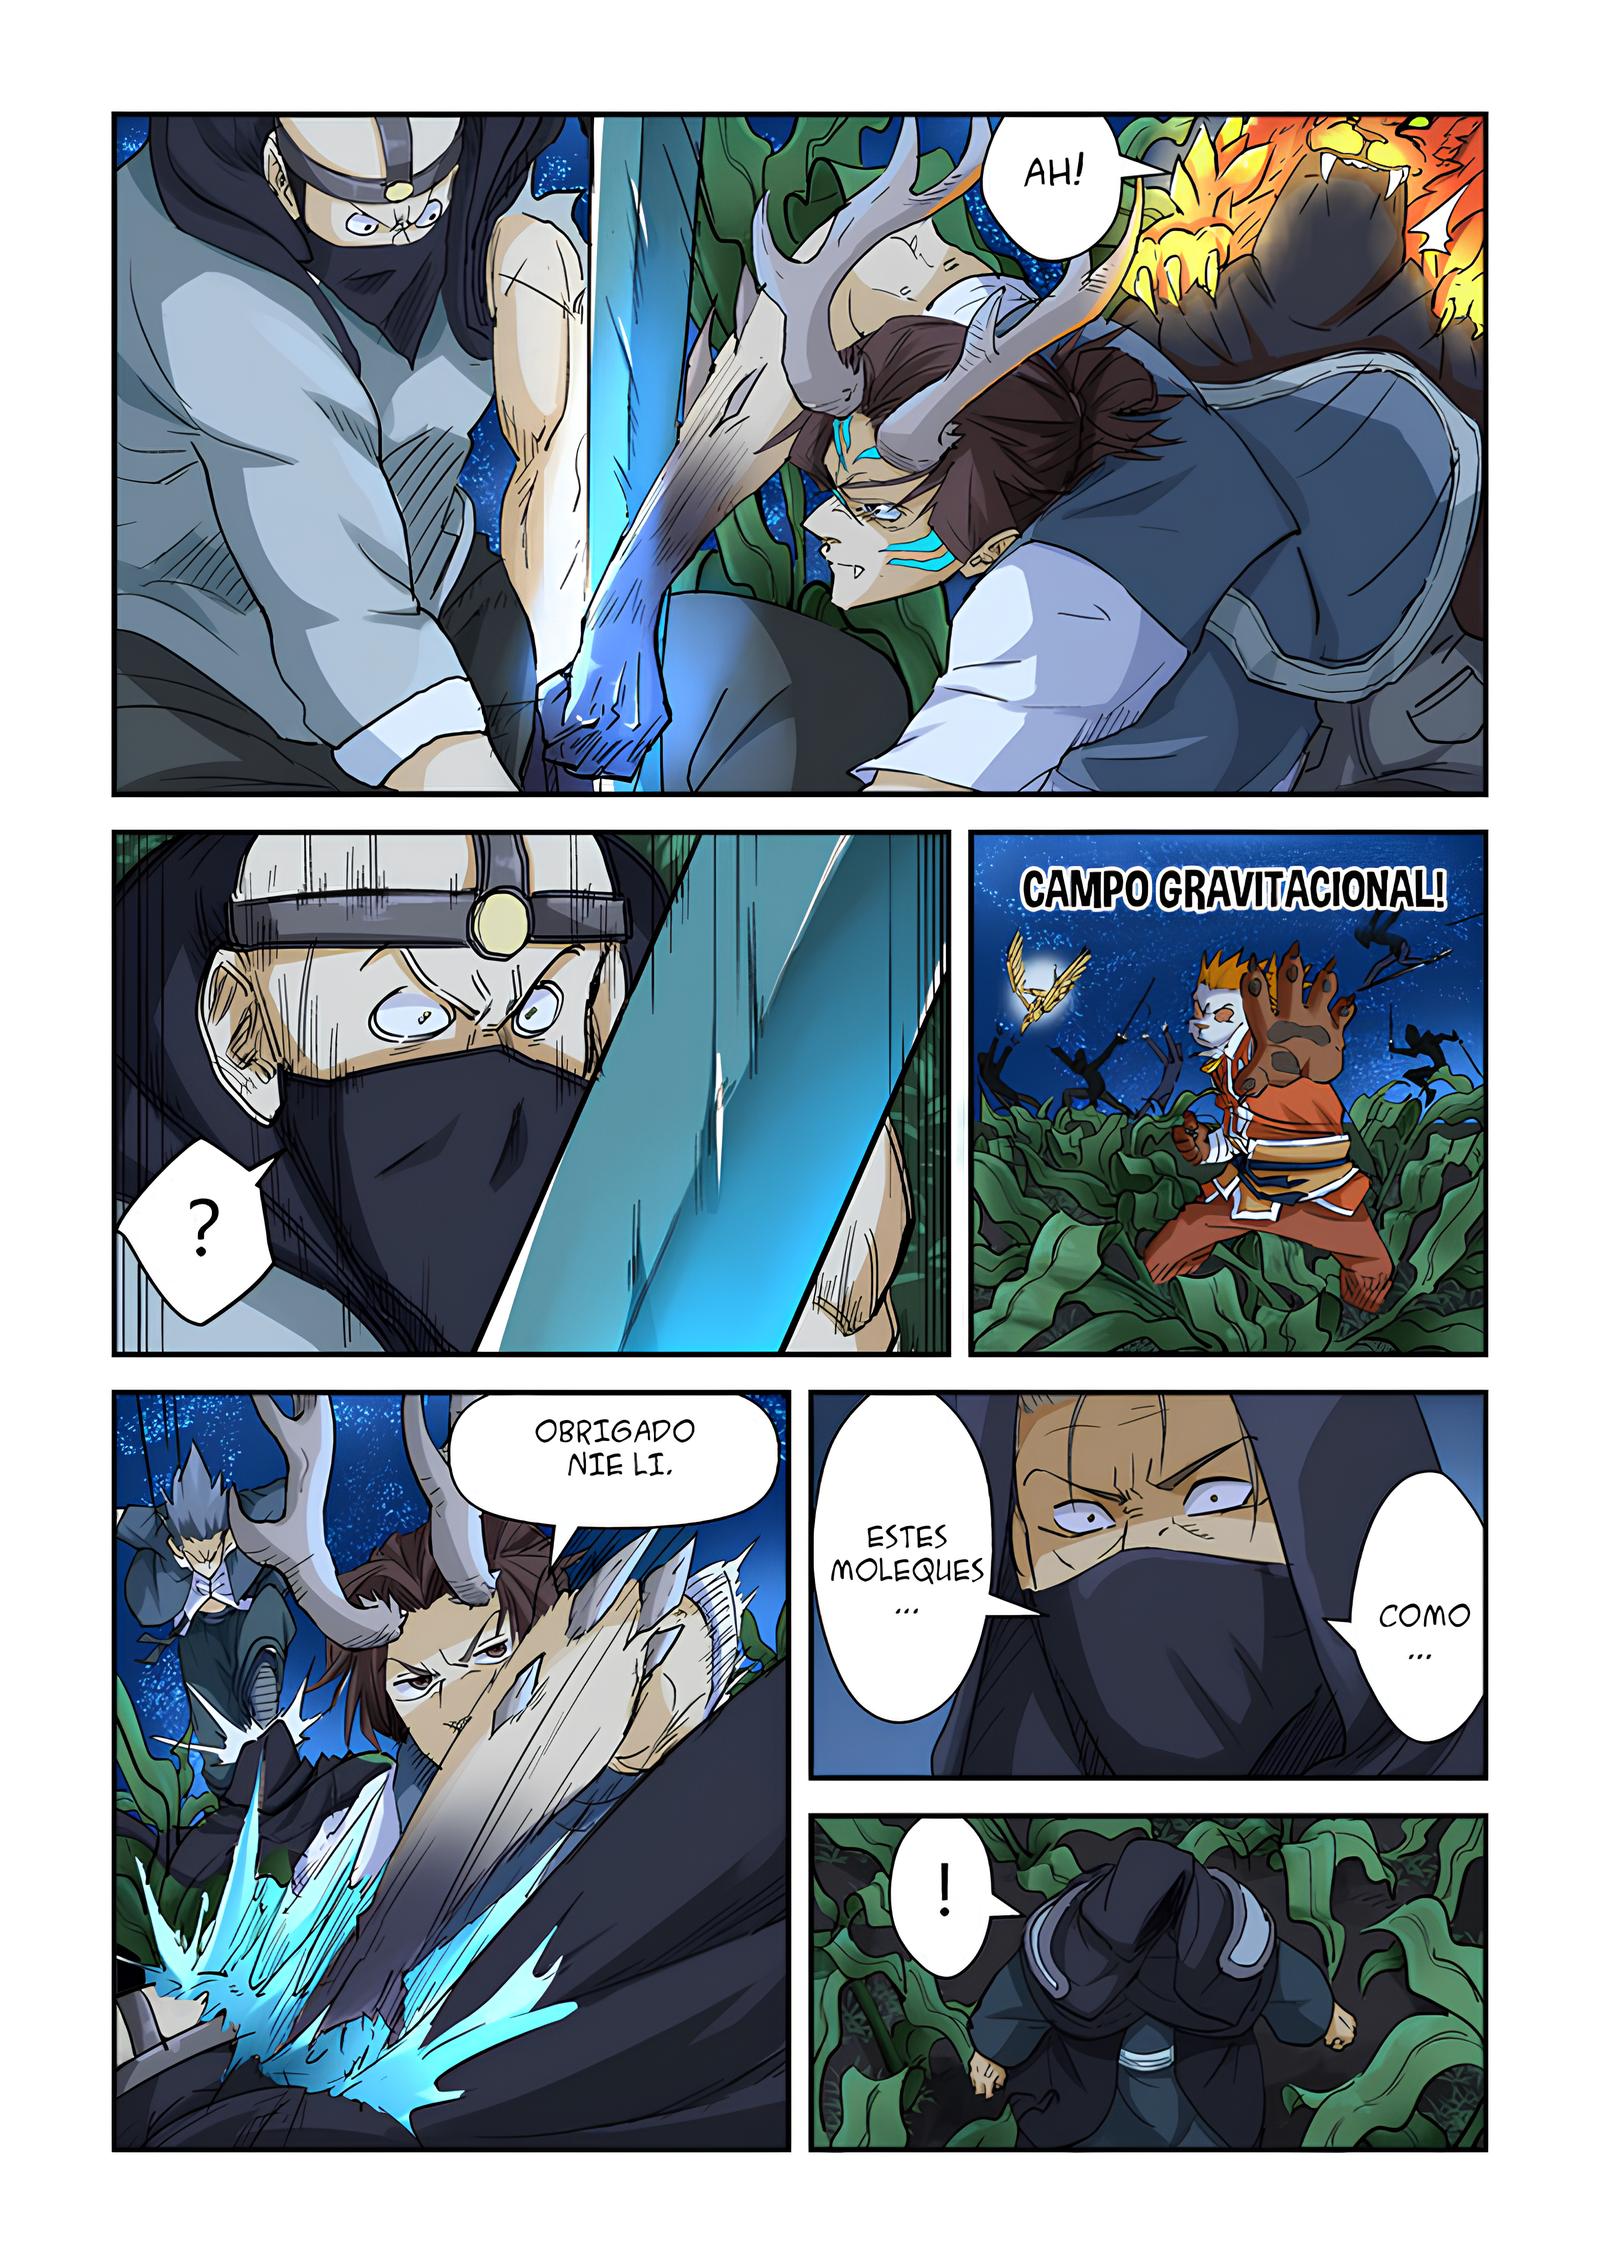 AH!
?
CAMPO GRAVITACIONAL!
OBRIGADO
NIE LI.
ESTES
MOLEQUES
...
COMO
...
!